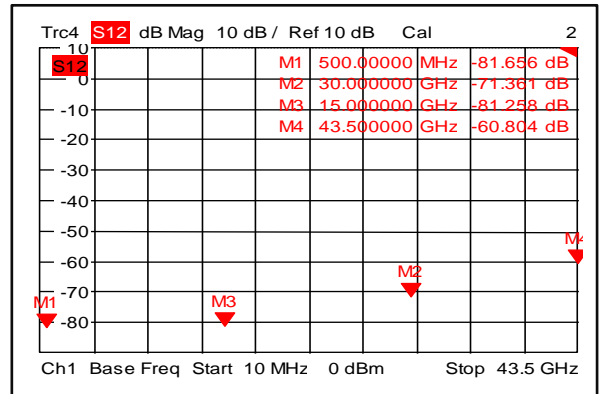 Trc4 S12 dB Mag 10 dB / Ref 10 dB Cal 2
10
S12
M1 500.00000 MHz -81.656 dB
0
M2 30.000000 GHz -71.361 dB
M3 15.000000 GHz -81.258 dB
-10
M4 43.500000 GHz -60.804 dB
-20
-30
-40
-50
M4
-60
M2
-70
M1
M3
-80
Ch1 Base Freq Start 10 MHz 0 dBm Stop 43.5 GHz